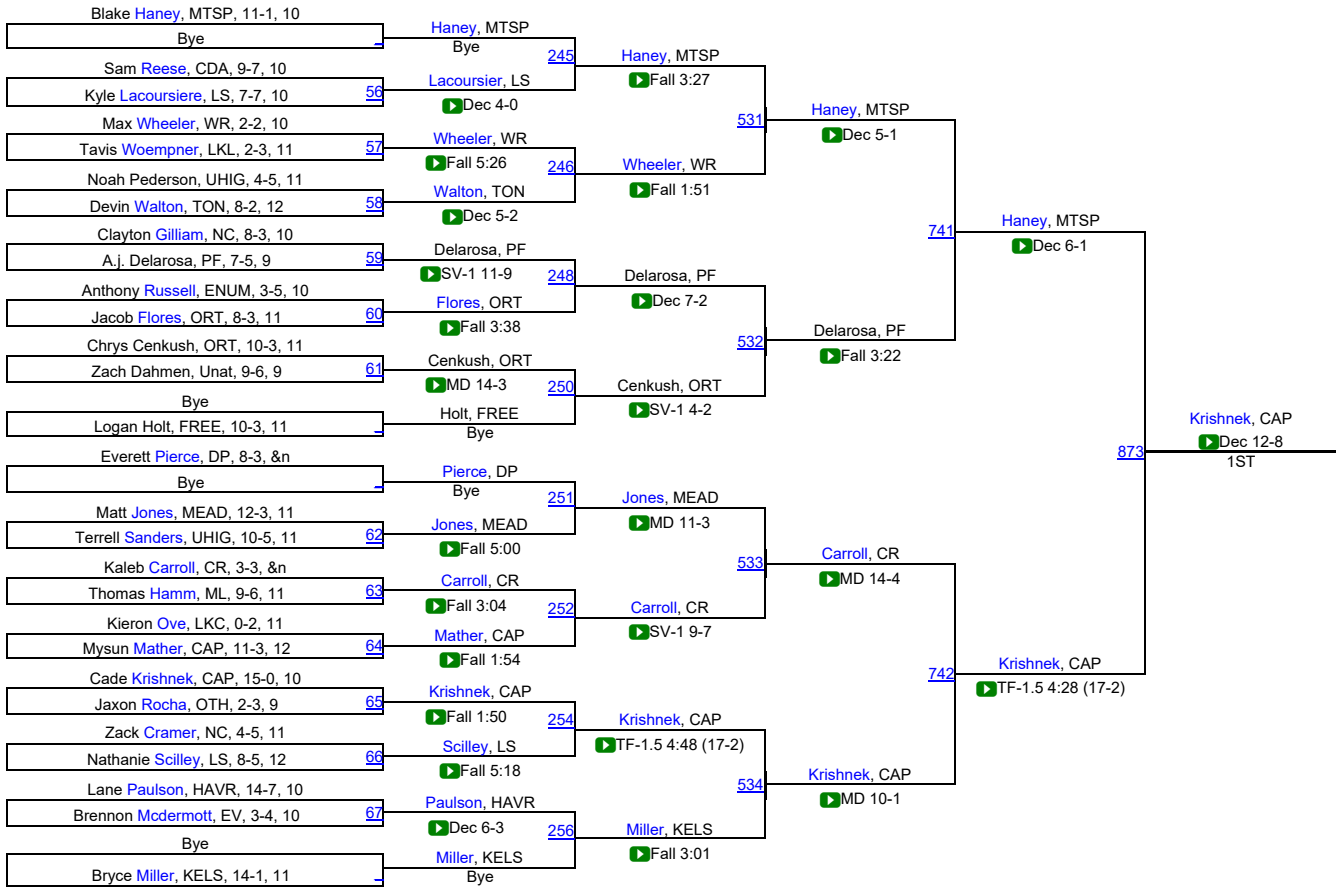 Blake Haney, MTSP, 11-1, 10
Bye
Sam Reese, CDA, 9-7, 10
Kyle Lacoursiere, LS, 7-7, 10
56
Max Wheeler, WR, 2-2, 10
Tavis Woempner, LKL, 2-3, 11
57
Noah Pederson, UHIG, 4-5, 11
Devin Walton, TON, 8-2, 12
58
Clayton Gilliam, NC, 8-3, 10
A.j. Delarosa, PF, 7-5, 9
59
Anthony Russell, ENUM, 3-5, 10
Jacob Flores, ORT, 8-3, 11
60
Chrys Cenkush, ORT, 10-3, 11
Zach Dahmen, Unat, 9-6, 9
61
Bye
Logan Holt, FREE, 10-3, 11
Everett Pierce, DP, 8-3, &n
Bye
Matt Jones, MEAD, 12-3, 11
Terrell Sanders, UHIG, 10-5, 11
62
Kaleb Carroll, CR, 3-3, &n
Thomas Hamm, ML, 9-6, 11
63
Kieron Ove, LKC, 0-2, 11
Mysun Mather, CAP, 11-3, 12
64
Cade Krishnek, CAP, 15-0, 10
Jaxon Rocha, OTH, 2-3, 9
65
Zack Cramer, NC, 4-5, 11
Nathanie Scilley, LS, 8-5, 12
66
Lane Paulson, HAVR, 14-7, 10
Brennon Mcdermott, EV, 3-4, 10
67
Bye
Bryce Miller, KELS, 14-1, 11
Haney, MTSP
Bye
245
Lacoursier, LS
Dec 4-0
Wheeler, WR
Fall 5:26
246
Walton, TON
Dec 5-2
Delarosa, PF
SV-1 11-9
248
Flores, ORT
Fall 3:38
Cenkush, ORT
MD 14-3
250
Holt, FREE
Bye
Pierce, DP
Bye
251
Jones, MEAD
Fall 5:00
Carroll, CR
Fall 3:04
252
Mather, CAP
Fall 1:54
Krishnek, CAP
Fall 1:50
254
Scilley, LS
Fall 5:18
Paulson, HAVR
Dec 6-3
256
Miller, KELS
Bye
Haney, MTSP
Fall 3:27
531
Wheeler, WR
Fall 1:51
Delarosa, PF
Dec 7-2
532
Cenkush, ORT
SV-1 4-2
Jones, MEAD
MD 11-3
533
Carroll, CR
SV-1 9-7
Krishnek, CAP
TF-1.5 4:48 (17-2)
534
Miller, KELS
Fall 3:01
Haney, MTSP
Dec 5-1
741
Delarosa, PF
Fall 3:22
Carroll, CR
MD 14-4
742
Krishnek, CAP
MD 10-1
Haney, MTSP
Dec 6-1
873
Krishnek, CAP
TF-1.5 4:28 (17-2)
Krishnek, CAP
Dec 12-8
1ST